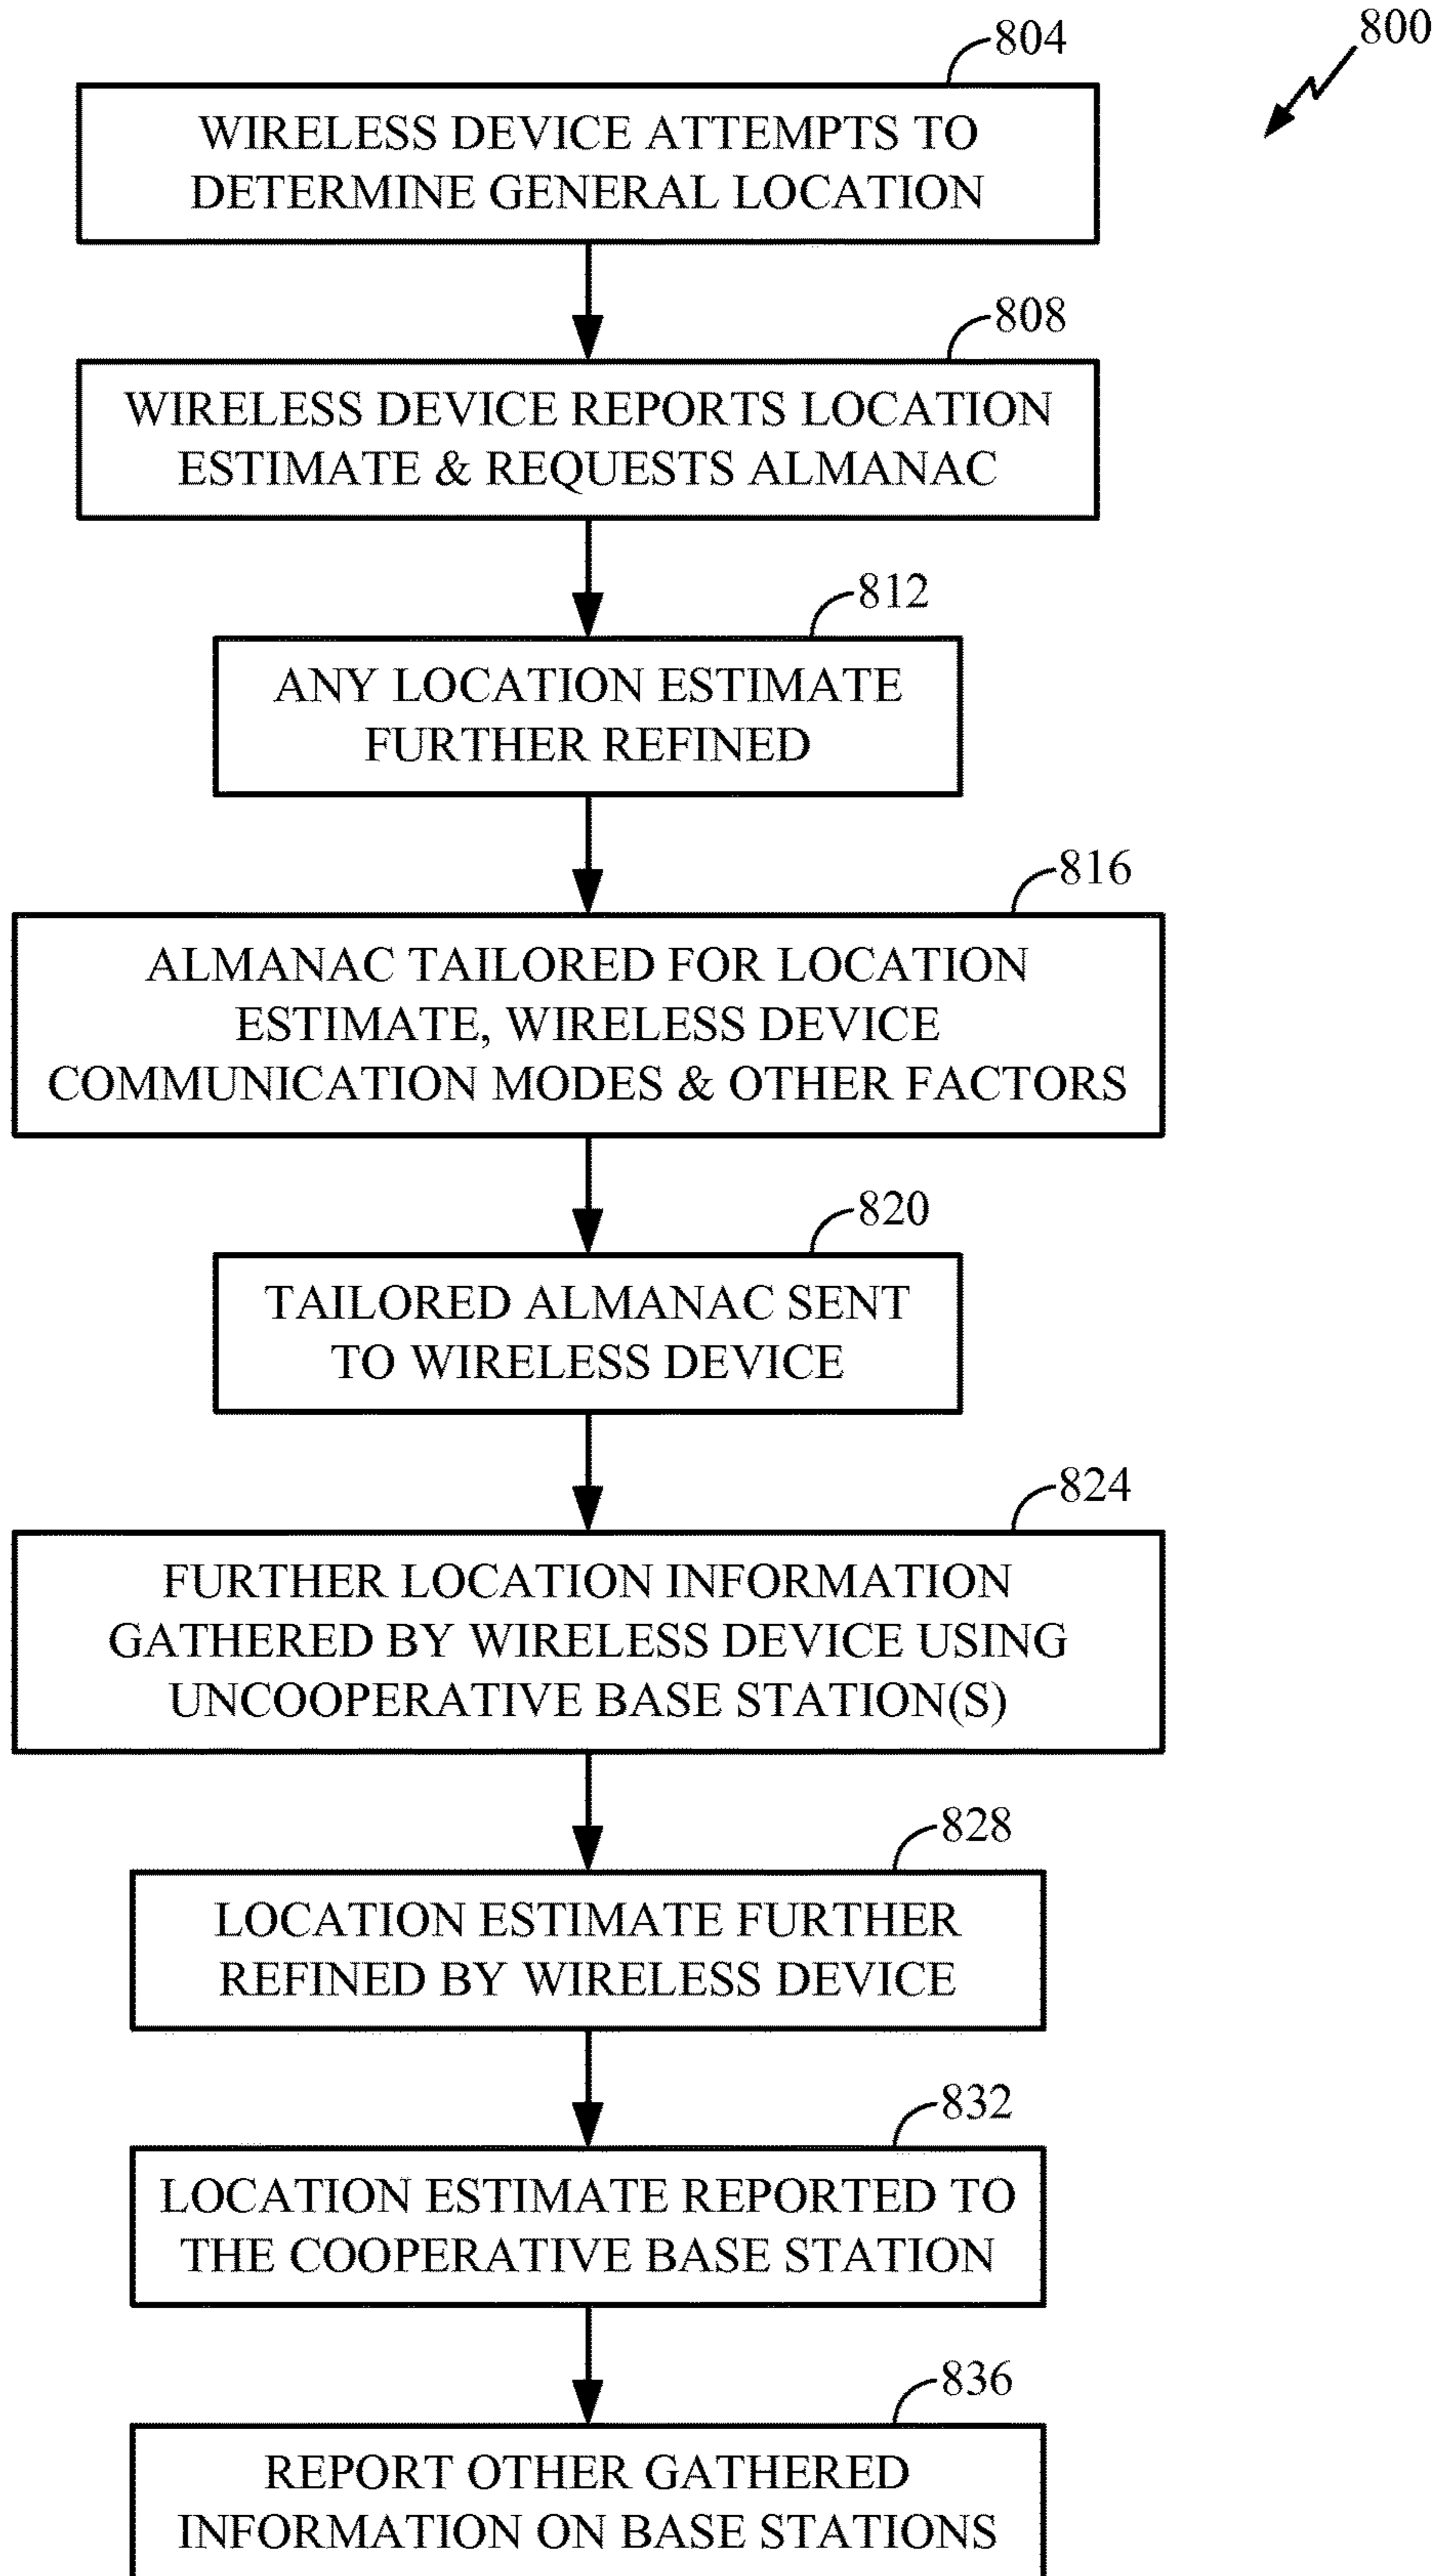 800
804
WIRELESS DEVICE ATTEMPTS TO
DETERMINE GENERAL LOCATION
808
WIRELESS DEVICE REPORTS LOCATION
ESTIMATE & REQUESTS ALMANAC
812
ANY LOCATION ESTIMATE
FURTHER REFINED
816
ALMANAC TAILORED FOR LOCATION
ESTIMATE, WIRELESS DEVICE
COMMUNICATION MODES & OTHER FACTORS
820
TAILORED ALMANAC SENT
TO WIRELESS DEVICE
824
FURTHER LOCATION INFORMATION
GATHERED BY WIRELESS DEVICE USING
UNCOOPERATIVE BASE STATION(S)
828
LOCATION ESTIMATE FURTHER
REFINED BY WIRELESS DEVICE
832
LOCATION ESTIMATE REPORTED TO
THE COOPERATIVE BASE STATION
836
REPORT OTHER GATHERED
INFORMATION ON BASE STATIONS